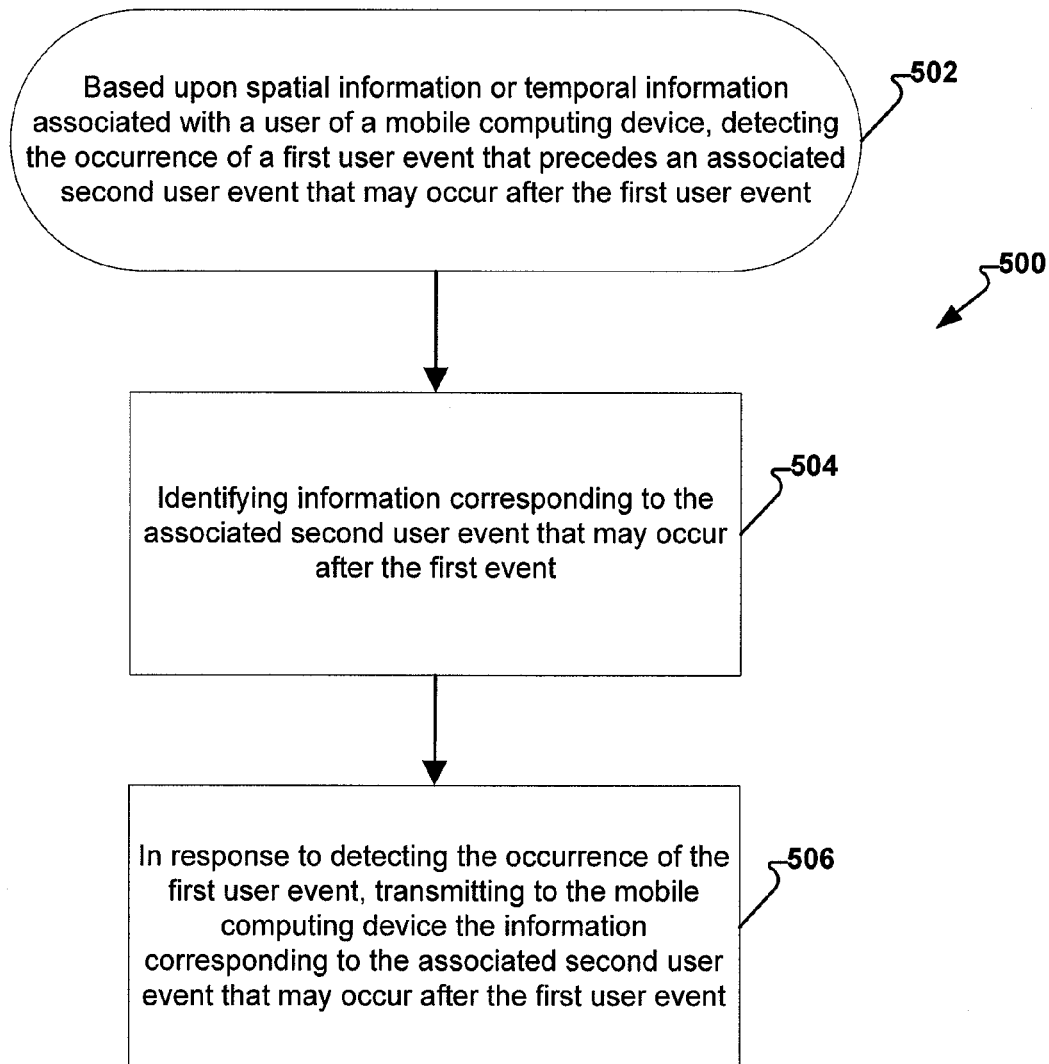 Based upon spatial information or temporal information
associated with a user of a mobile computing device, detecting
the occurrence of a first user event that precedes an associated
second user event that may occur after the first user event
502
500
Identifying information corresponding to the
associated second user event that may occur
after the first event
504
In response to detecting the occurrence of the
first user event, transmitting to the mobile
computing device the information
corresponding to the associated second user
event that may occur after the first user event
506